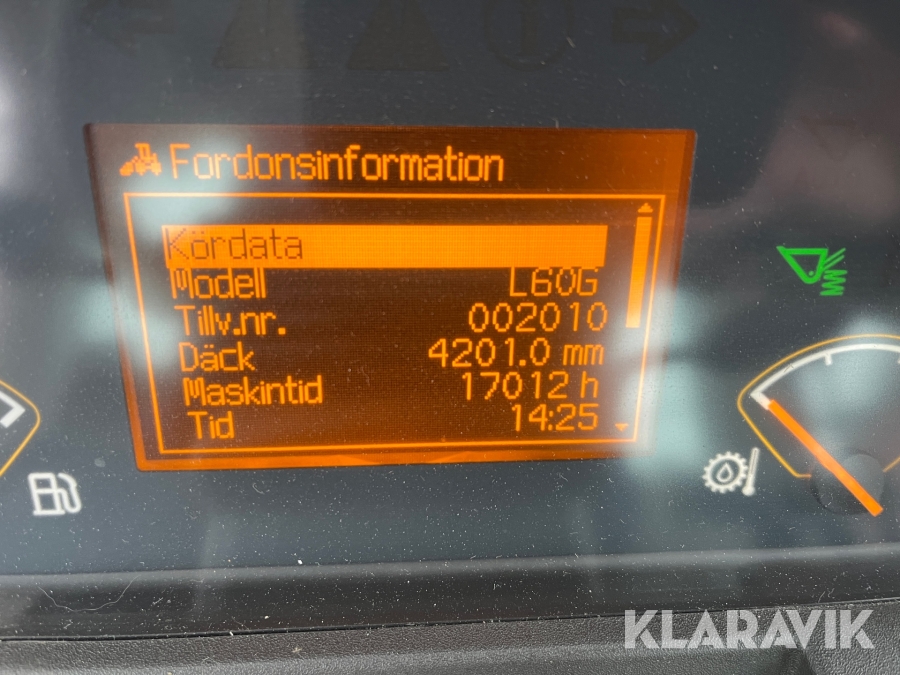 Fordonsinformation
Kördata
Modell L60G
Tillv.nr. 002010
Däck 4201.0 mm
Maskintid 17012 h
Tid 14:25
KLARAVIK